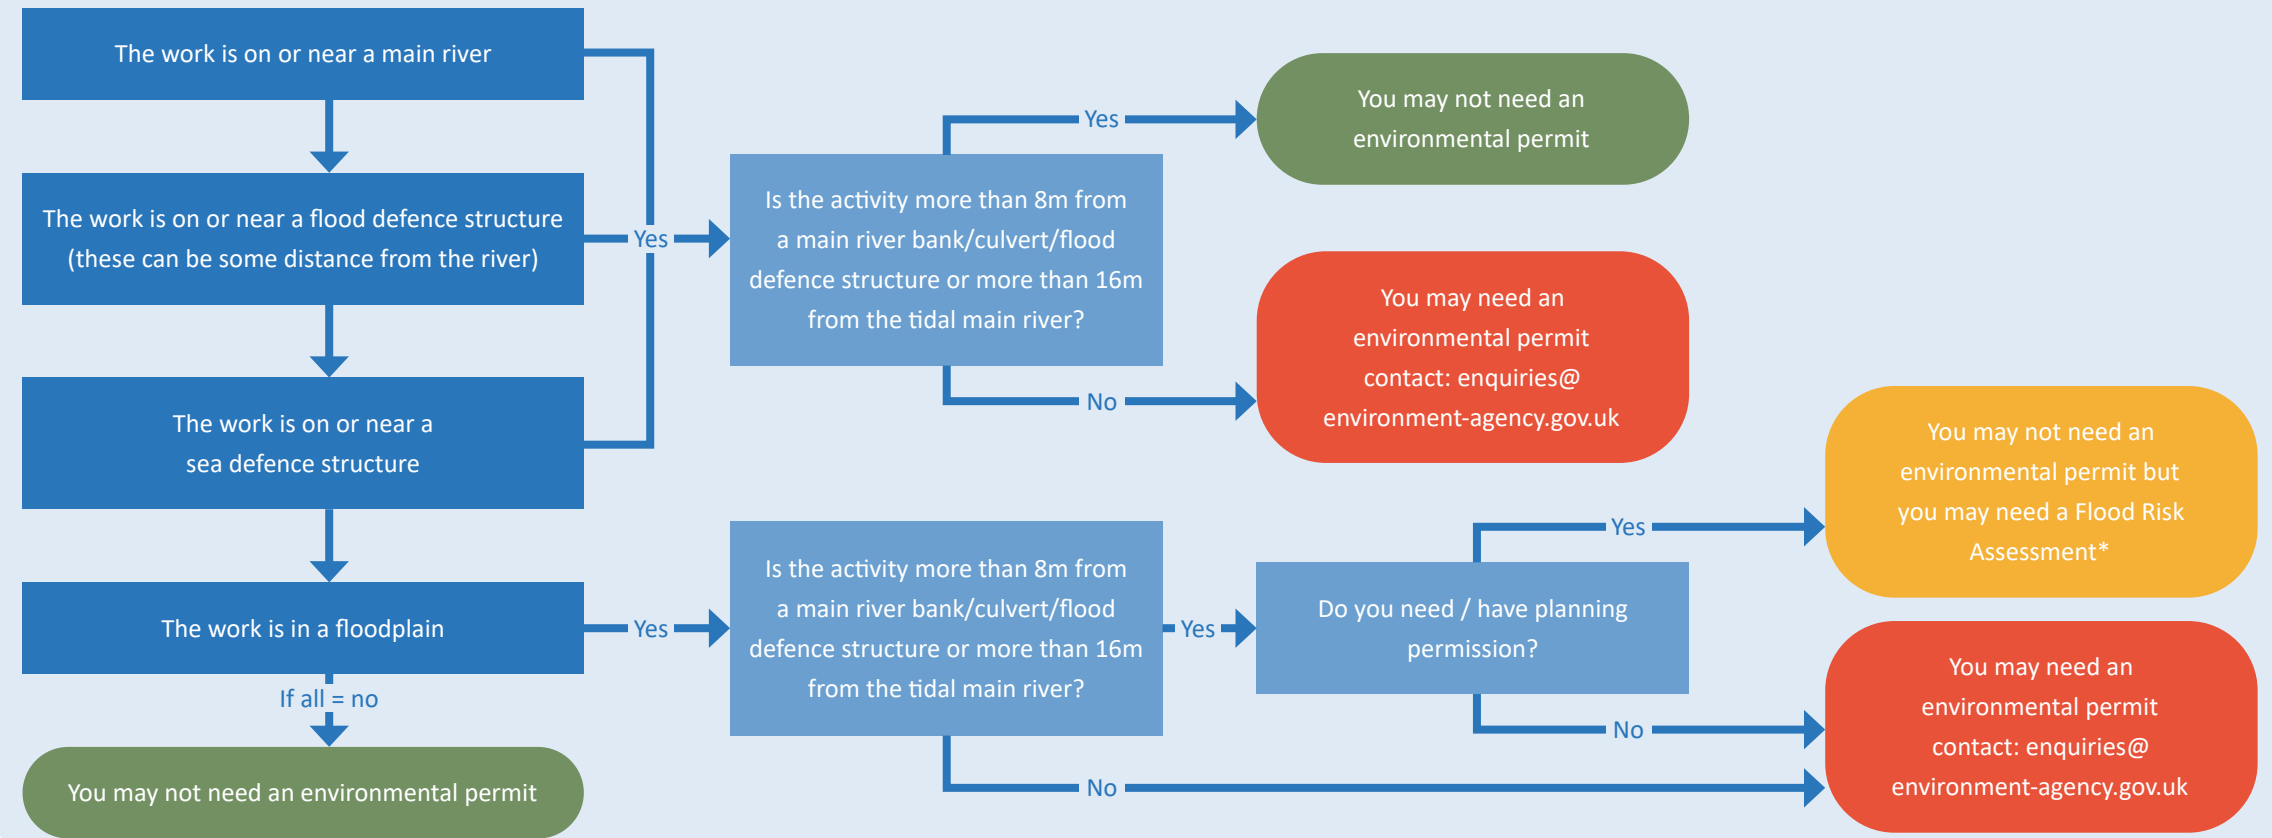 The work is on or near a main river
The work is on or near a flood defence structure
(these can be some distance from the river)
The work is on or near a
sea defence structure
The work is in a floodplain
If all = no
You may not need an environmental permit
Yes
Is the activity more than 8m from
a main river bank/culvert/flood
defence structure or more than 16m
from the tidal main river?
Yes
You may not need an
environmental permit
No
You may need an
environmental permit
contact: enquiries@
environment-agency.gov.uk
Yes
Is the activity more than 8m from
a main river bank/culvert/flood
defence structure or more than 16m
from the tidal main river?
Yes
Do you need / have planning
permission?
Yes
You may not need an
environmental permit but
you may need a Flood Risk
Assessment*
No
No
You may need an
environmental permit
contact: enquiries@
environment-agency.gov.uk